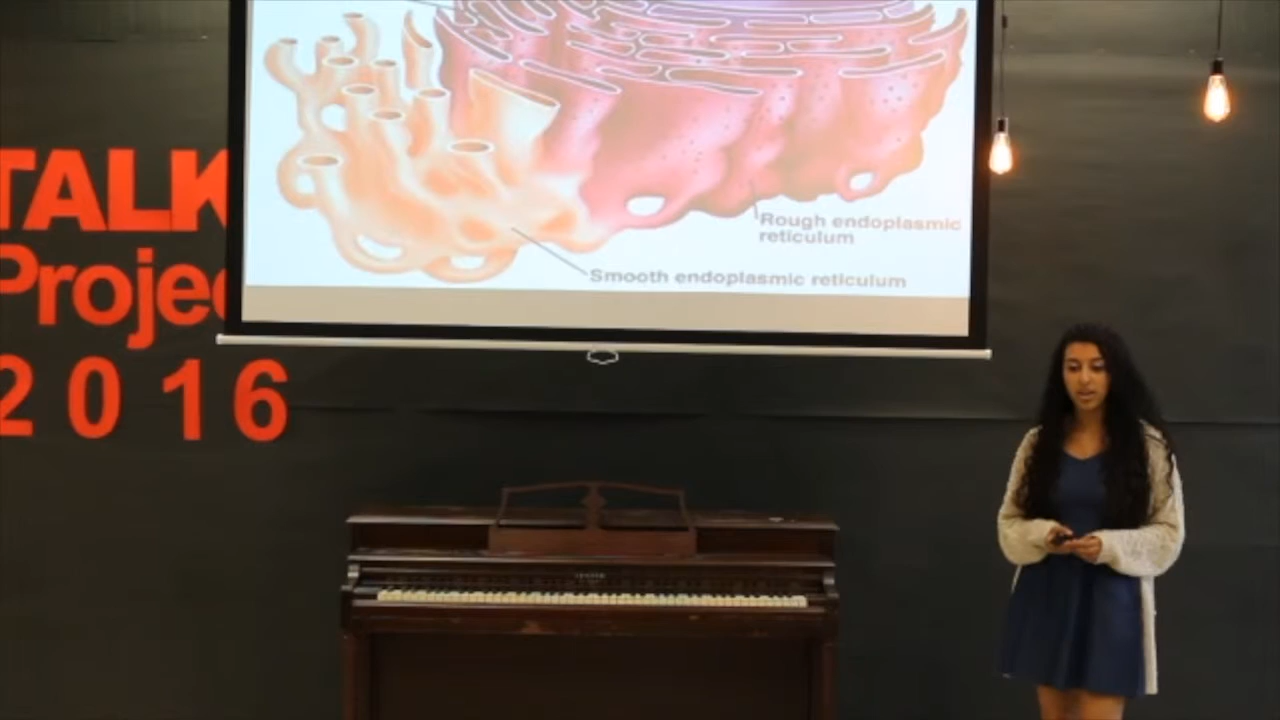 TALK
Projec
2016
Rough endoplasmic
reticulum
Smooth endoplasmic reticulum